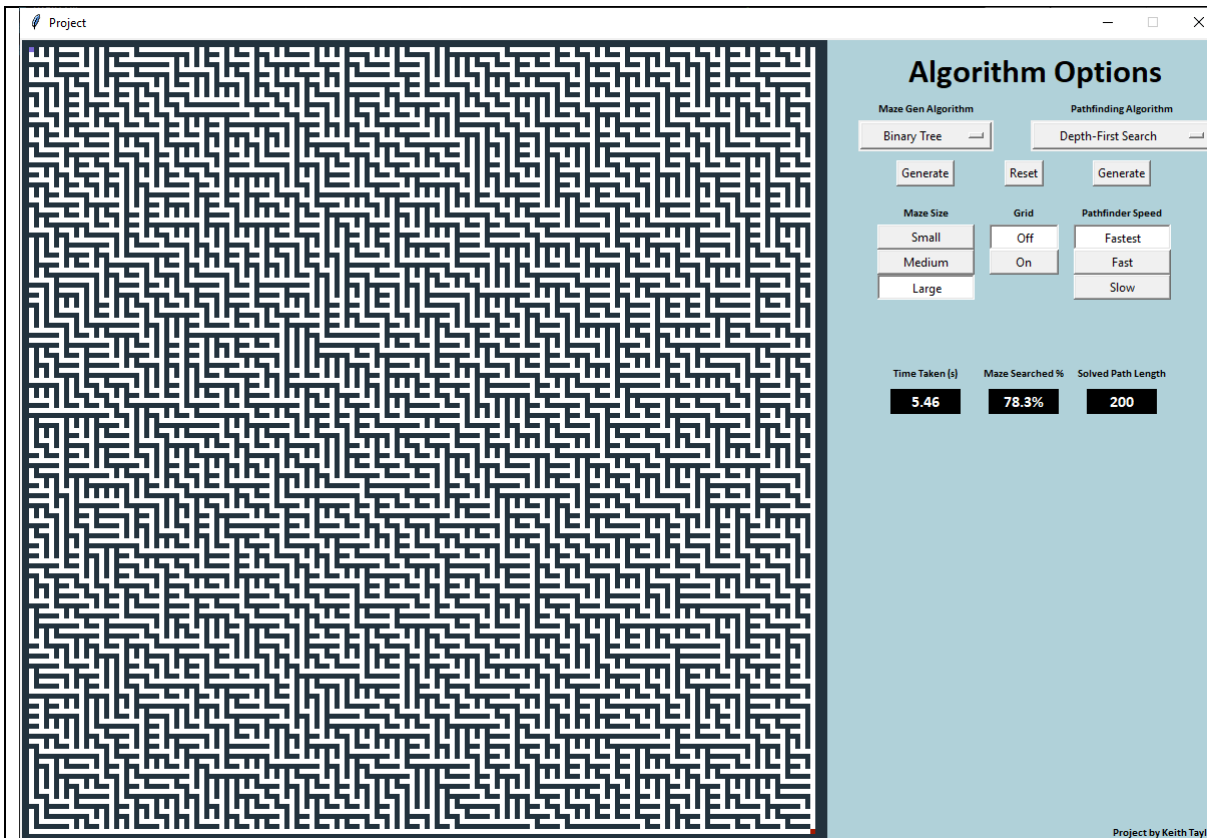 Project
Algorithm Options
Maze Gen Algorithm Pathfinding Algorithm
Binary Tree Depth-First Search
Generate Reset Generate
Maze Size Grid Pathfinder Speed
Small Off Fastest
Medium On Fast
Large Slow
Time Taken (s) Maze Searched % Solved Path Length
5.46 78.3% 200
Project by Keith Tayl